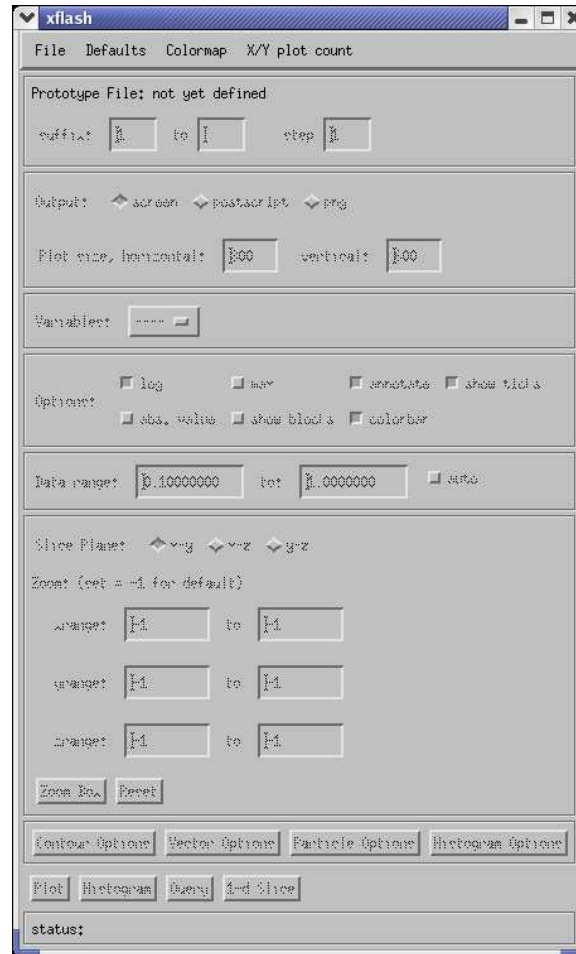 xflash
File Defaults Colormap X/Y plot count
Prototype File: not yet defined
suffix: 1 to step 1
Output: screen postscript png
Plot size, horizontal: 800 vertical: 600
Variables: ----
log max annotate show ticks
Options:
abs. value show blocks colorbar
Data range: 0.10000000 to: 1.0000000 auto
Slice Plane: x-y x-z y-z
Zoom: (set = -1 for default)
xrange: -1 to -1
yrange: -1 to -1
zrange: -1 to -1
Zoom Box Reset
Contour Options Vector Options Particle Options Histogram Options
Plot Histogram Query 1-d Slice
status: